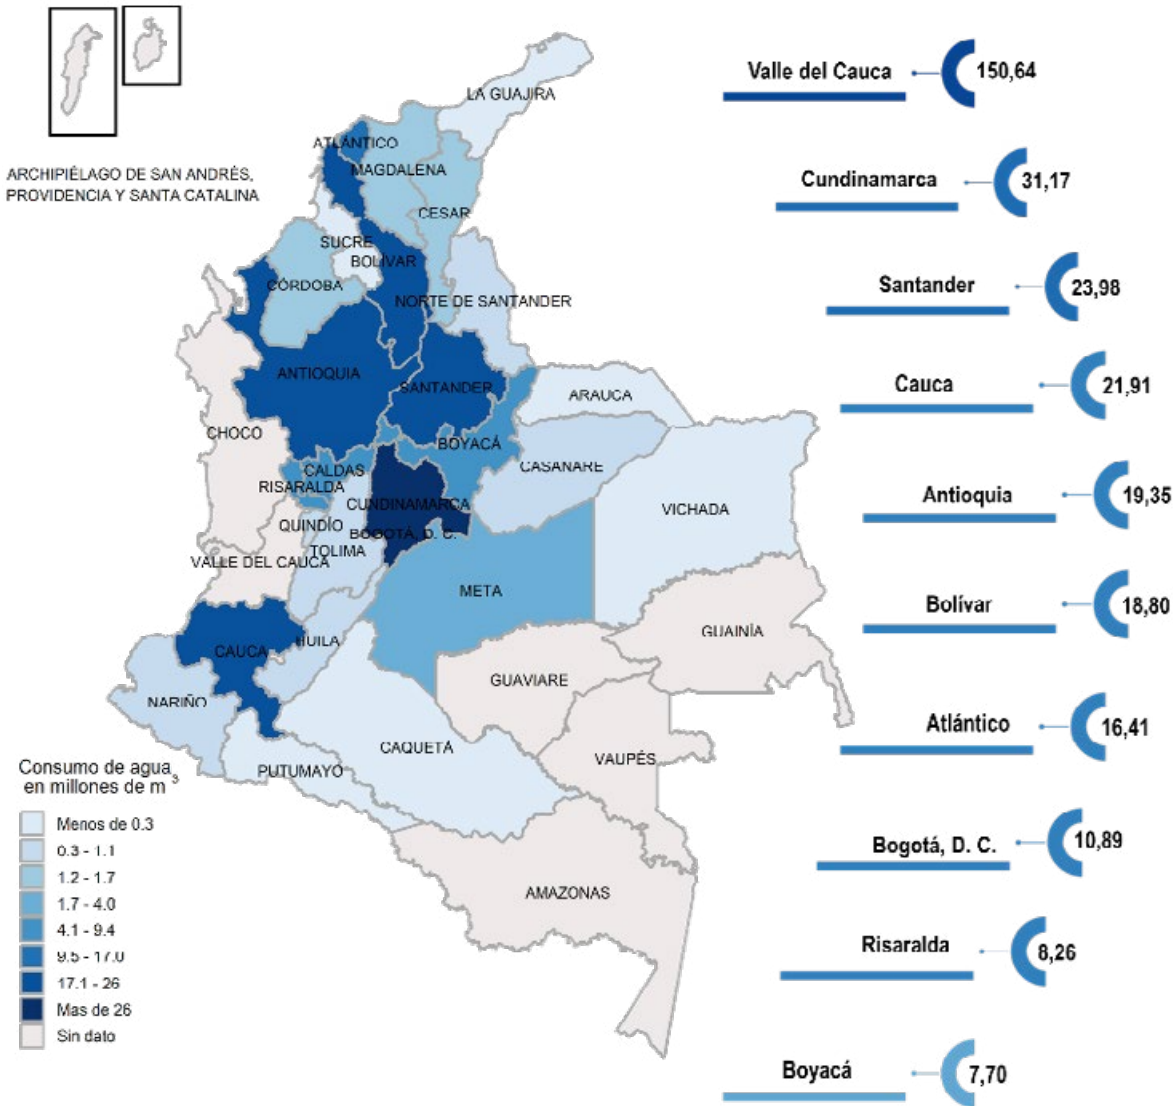 ARCHIPIÉLAGO DE SAN ANDRÉS,
PROVIDENCIA Y SANTA CATALINA
LA GUAJIRA
ATLÁNTICO
MAGDALENA
CESAR
SUCRE
BOLÍVAR
CÓRDOBA
NORTE DE SANTANDER
ANTIOQUIA
SANTANDER
ARAUCA
CHOCO
BOYACÁ
CALDAS
CASANARE
RISARALDA
CUNDINAMARCA
VICHADA
QUINDÍO
BOGOTÁ, D. C.
TOLIMA
VALLE DEL CAUCA
META
GUAINÍA
HUILA
CAUCA
GUAVIARE
NARIÑO
CAQUETÁ
VAUPÉS
PUTUMAYO
AMAZONAS
Consumo de agua
en millones de m³
Menos de 0.3
0.3 - 1.1
1.2 - 1.7
1.7 - 4.0
4.1 - 9.4
9.5 - 17.0
17.1 - 26
Mas de 26
Sin dato
Valle del Cauca 150,64
Cundinamarca 31,17
Santander 23,98
Cauca 21,91
Antioquia 19,35
Bolívar 18,80
Atlántico 16,41
Bogotá, D. C. 10,89
Risaralda 8,26
Boyacá 7,70